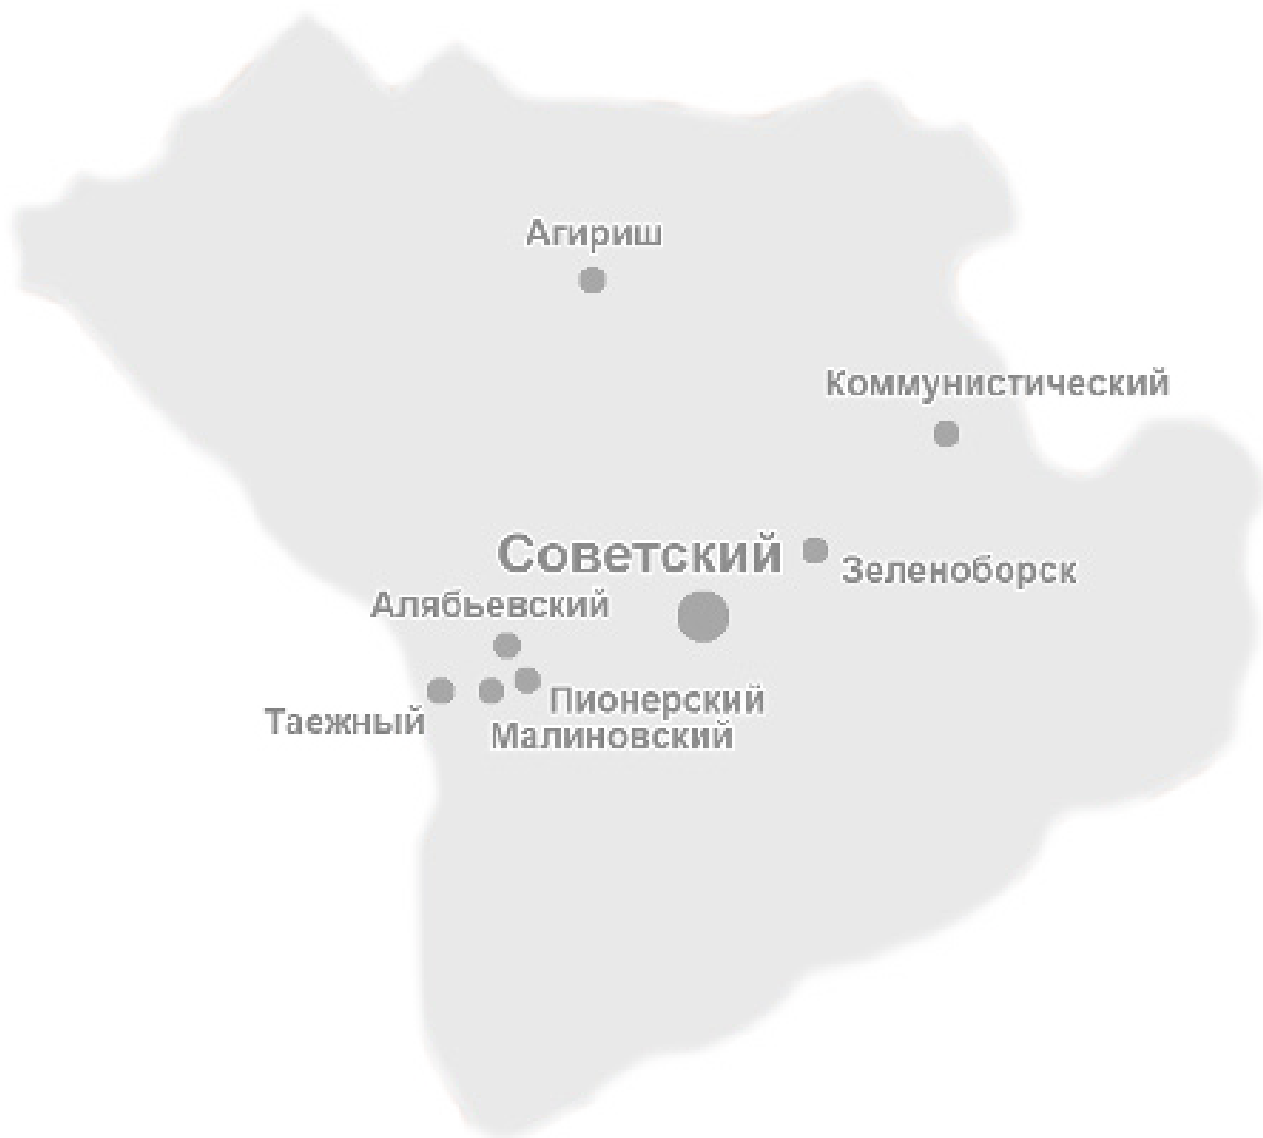 Агириш
Коммунистический
Советский
Зеленоборск
Алябьевский
Пионерский
Таежный
Малиновский